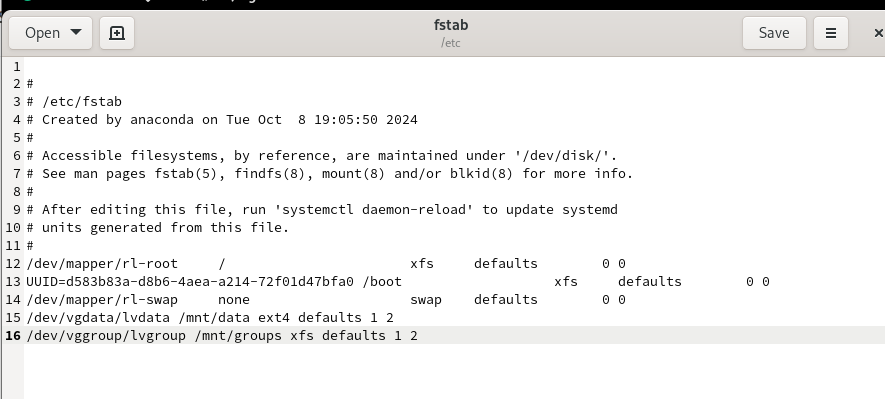 Open
fstab
/etc
Save
1
2 #
3 # /etc/fstab
4 # Created by anaconda on Tue Oct  8 19:05:50 2024
5 #
6 # Accessible filesystems, by reference, are maintained under '/dev/disk/'.
7 # See man pages fstab(5), findfs(8), mount(8) and/or blkid(8) for more info.
8 #
9 # After editing this file, run 'systemctl daemon-reload' to update systemd
10 # units generated from this file.
11 #
12 /dev/mapper/rl-root     /                       xfs     defaults        0 0
13 UUID=d583b83a-d8b6-4aea-a214-72f01d47bfa0 /boot                   xfs     defaults        0 0
14 /dev/mapper/rl-swap     none                    swap    defaults        0 0
15 /dev/vgdata/lvdata /mnt/data ext4 defaults 1 2
16 /dev/vggroup/lvgroup /mnt/groups xfs defaults 1 2